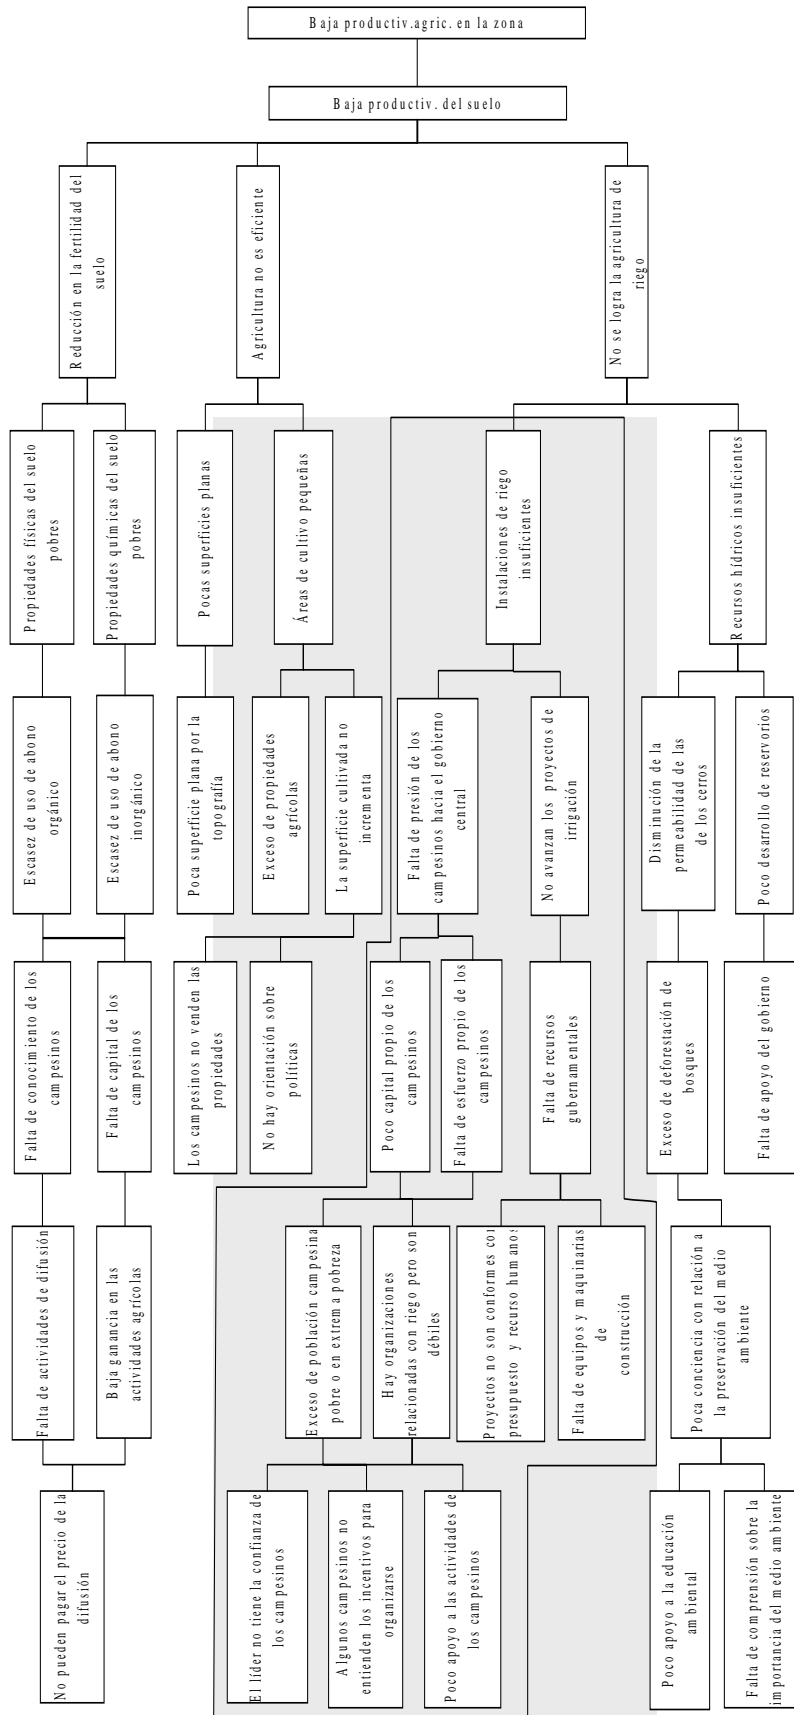 Baja productiv.agric. en la zona
Baja productiv. del suelo
Reducción en la fertilidad del
suelo
Agricultura no es eficiente
No se logra la agricultura de
riego
Propiedades físicas del suelo
pobres
Propiedades químicas del suelo
pobres
Pocas superficies planas
Áreas de cultivo pequeñas
Instalaciones de riego
insuficientes
Recursos hídricos insuficientes
Escasez de uso de abono
orgánico
Escasez de uso de abono
inorgánico
Poca superficie plana por la
topografía
Exceso de propiedades
agrícolas
La superficie cultivada no
incrementa
Falta de presión de los
campesinos hacia el gobierno
central
No avanzan los proyectos de
irrigación
Disminución de la
permeabilidad de las
de los cerros
Poco desarrollo de reservorios
Falta de conocimiento de los
campesinos
Falta de capital de los
campesinos
Los campesinos no venden las
propiedades
No hay orientación sobre
políticas
Poco capital propio de los
campesinos
Falta de esfuerzo propio de los
campesinos
Falta de recursos
gubernamentales
Exceso de deforestación de
bosques
Falta de apoyo del gobierno
Falta de actividades de difusión
Baja ganancia en las
actividades agrícolas
Exceso de población campesina
pobre o en extrema pobreza
Hay organizaciones
relacionadas con riego pero son
débiles
Proyectos no son conformes con
presupuesto y recurso humanos
Falta de equipos y maquinarias
de
construcción
Poca conciencia con relación a
la preservación del medio
ambiente
No pueden pagar el precio de la
difusión
El líder no tiene la confianza de
los campesinos
Algunos campesinos no
entienden los incentivos para
organizarse
Poco apoyo a las actividades de
los campesinos
Poco apoyo a la educación
ambiental
Falta de comprensión sobre la
importancia del medio ambiente